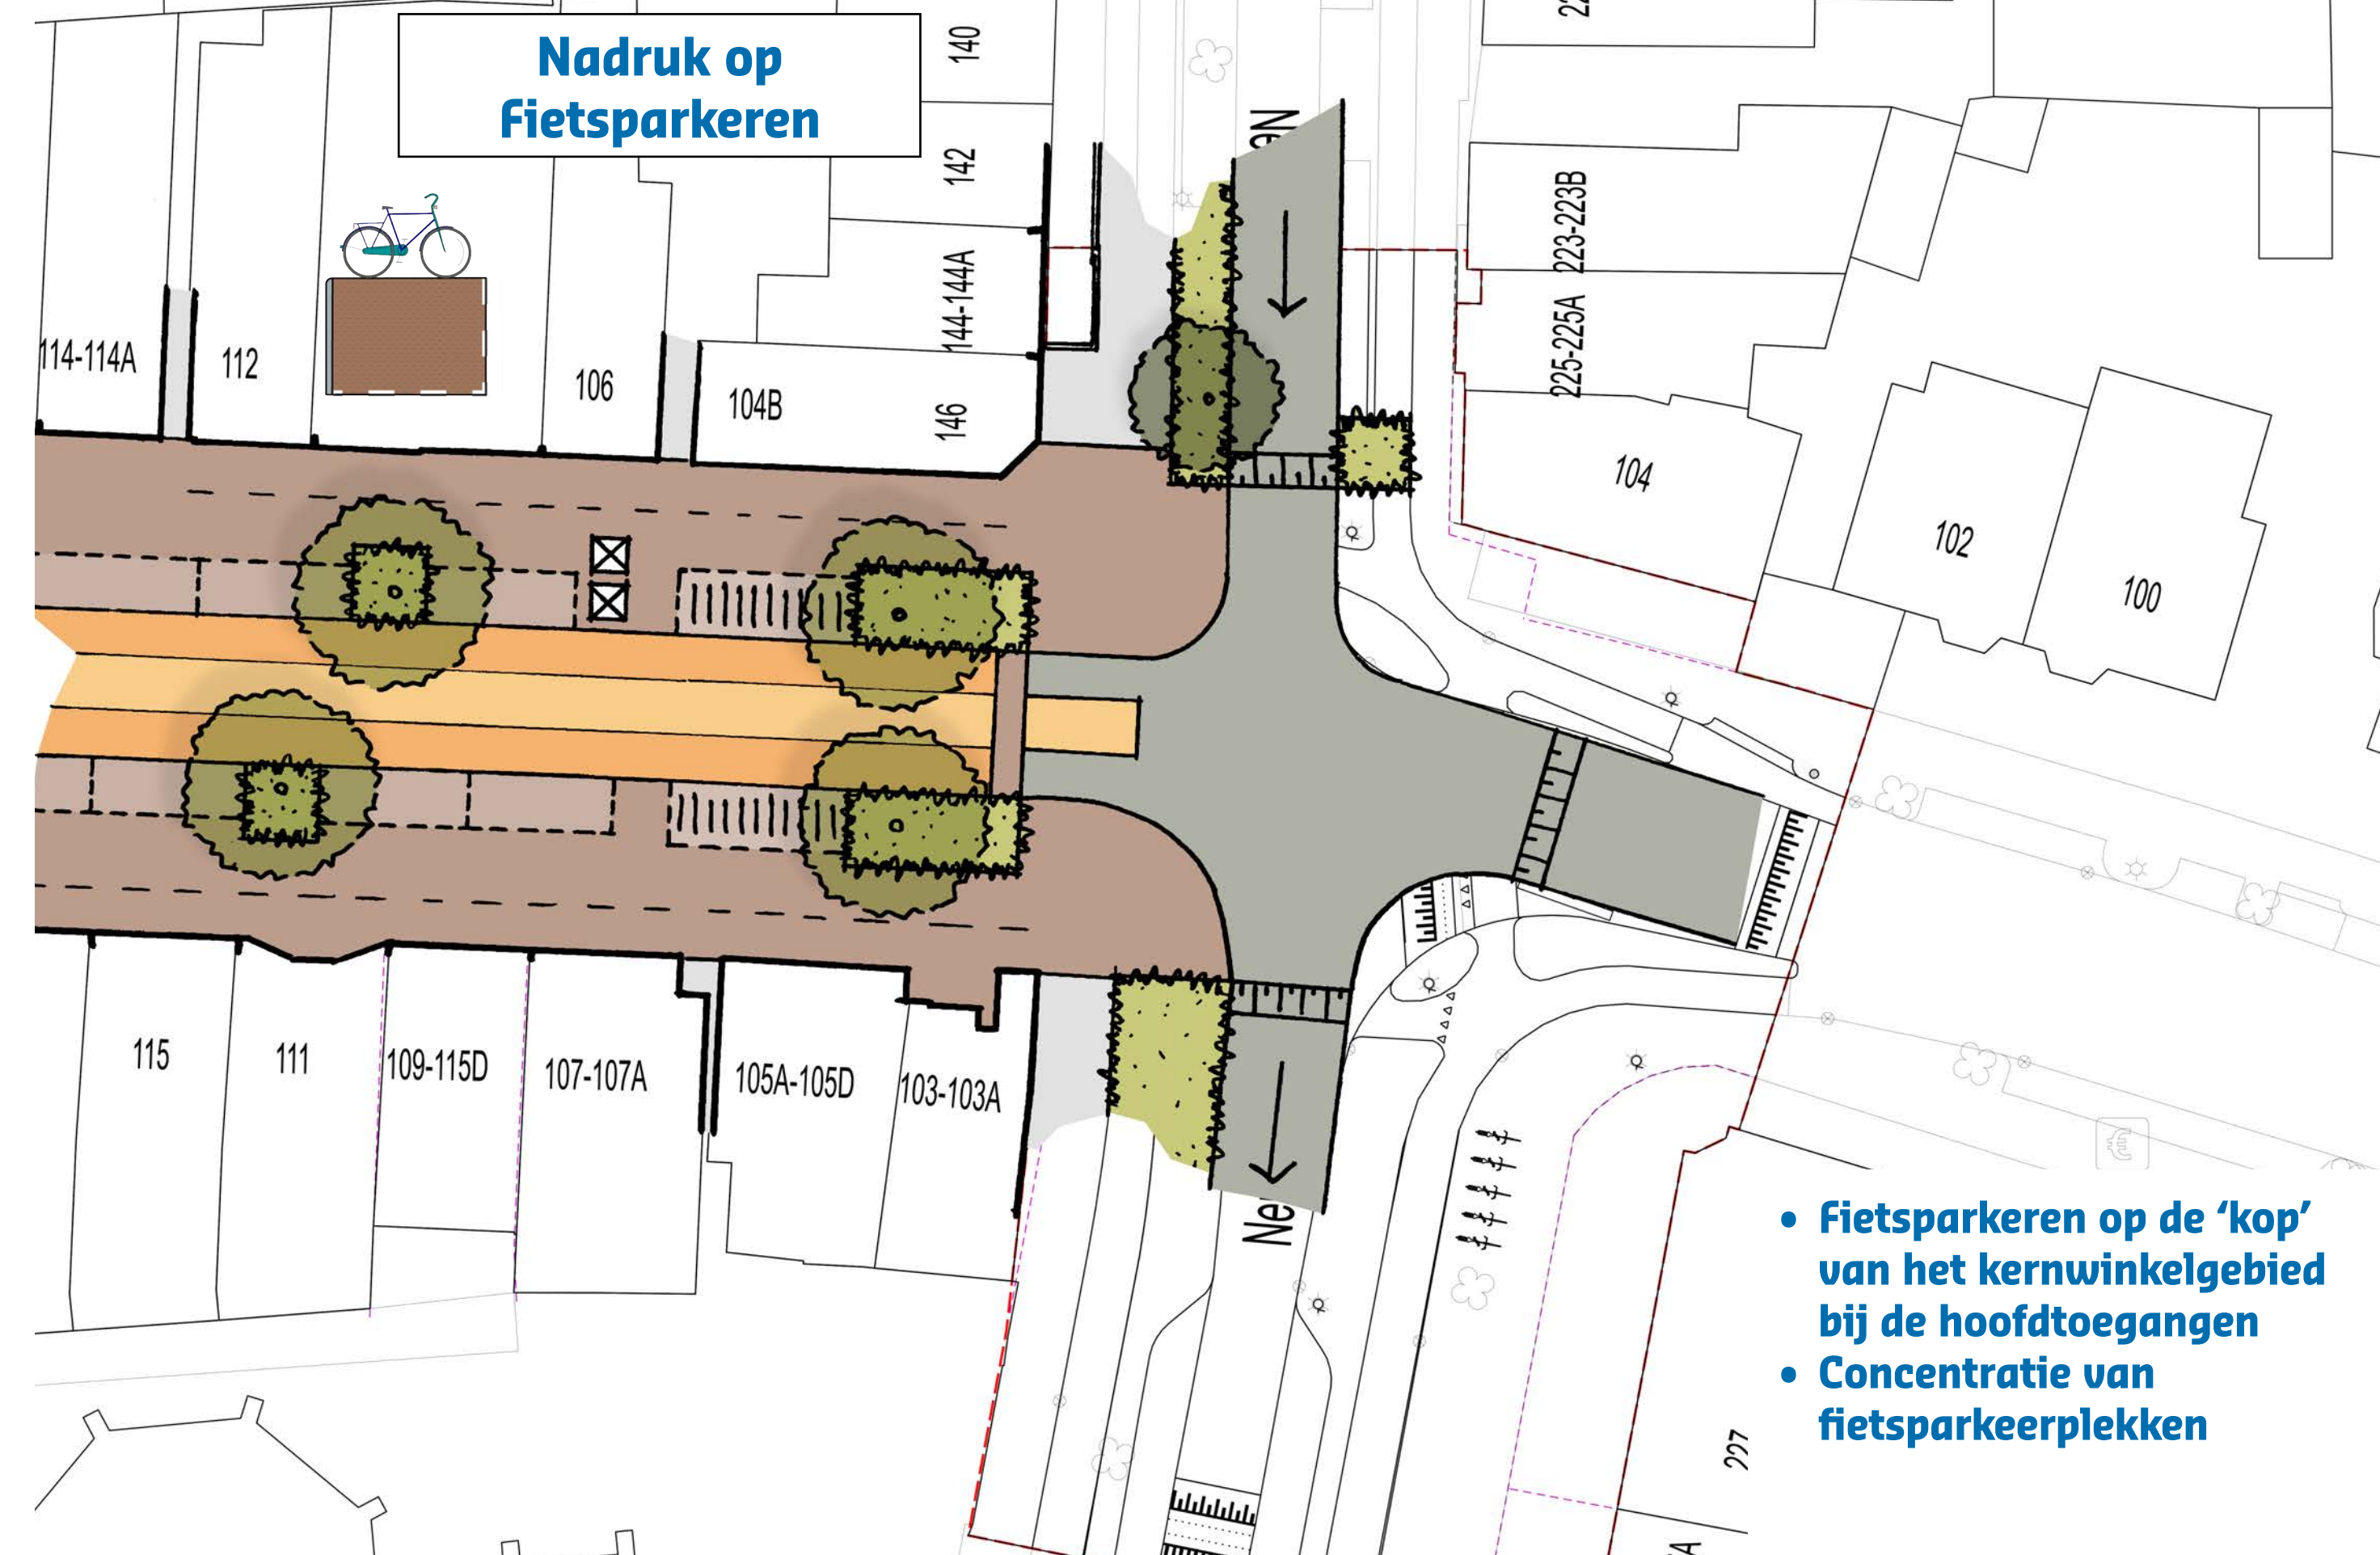 Nadruk op
fietsparkeren
140
142
144-144A
146
114-114A
112
106
104B
223-223B
225-225A
104
102
100
115
111
109-115D
107-107A
105A-105D
103-103A
Ne
€
227
• Fietsparkeren op de ‘kop’
van het kernwinkelgebied
bij de hoofdtoegangen
• Concentratie van
fietsparkeerplekken